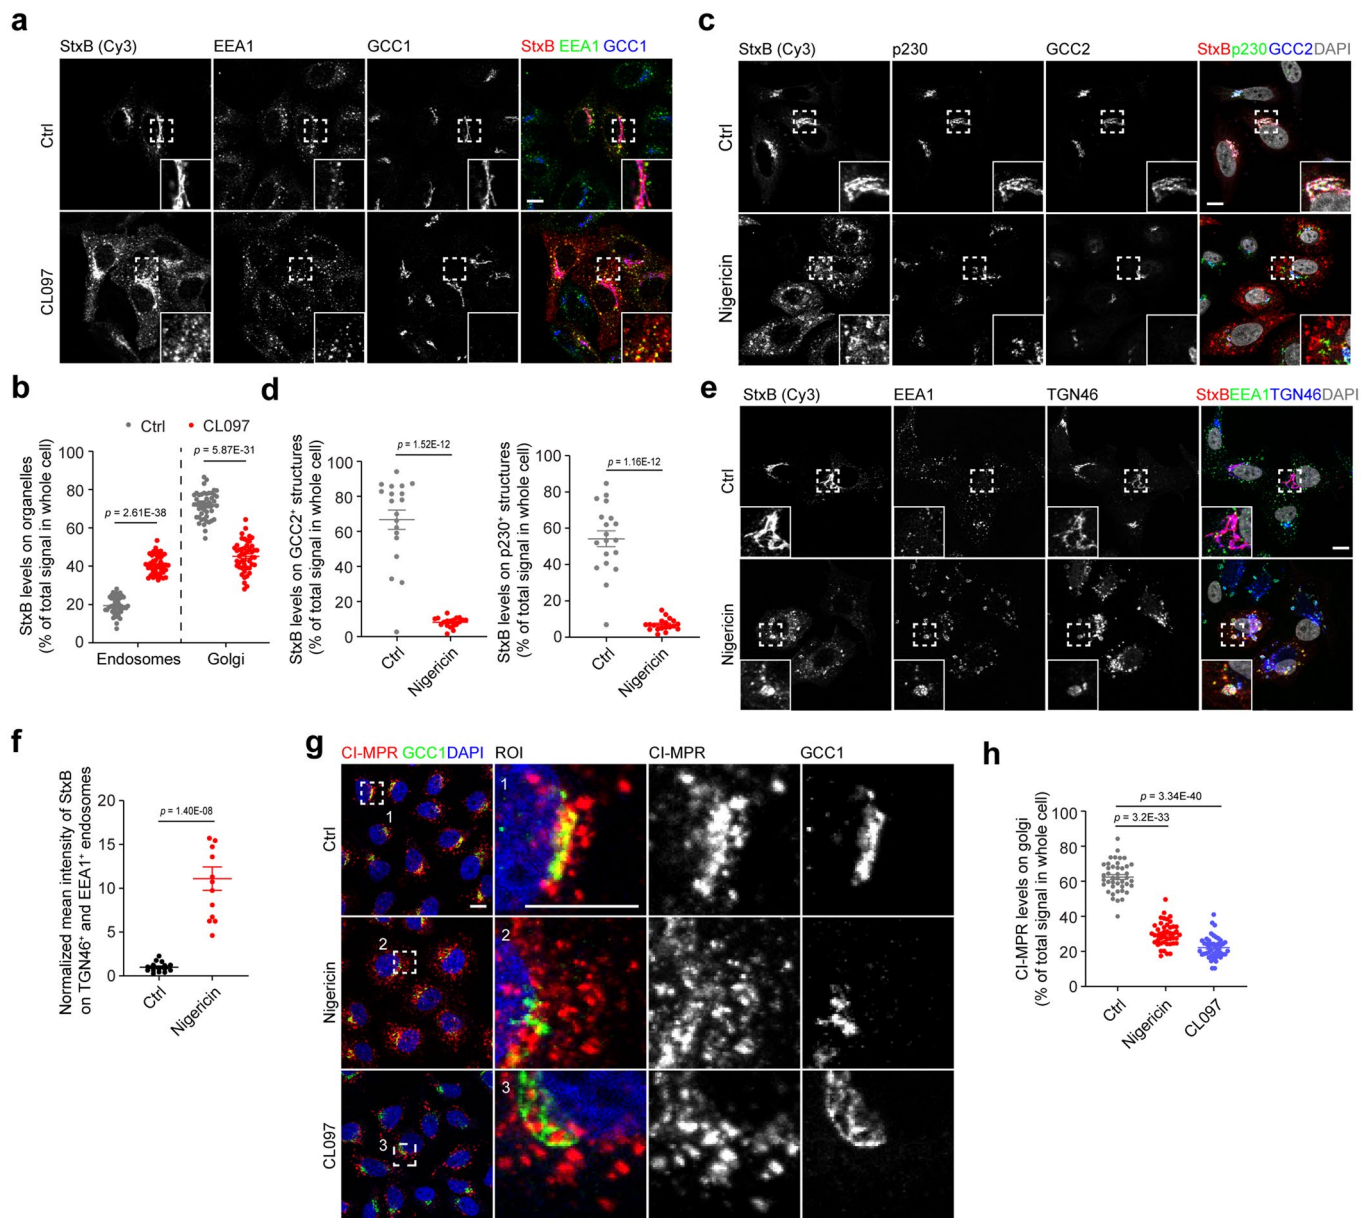 a
StxB (Cy3) EEA1 GCC1 StxB EEA1 GCC1
Ctrl
CL097
c
StxB (Cy3) p230 GCC2 StxBp230GCC2DAPI
Ctrl
Nigericin
b
Ctrl CL097
StxB levels on organelles
(% of total signal in whole cell)
100
80
60
40
20
0
p = 2.61E-38
p = 5.87E-31
Endosomes Golgi
d
StxB levels on GCC2+ structures
(% of total signal in whole cell)
100
80
60
40
20
0
p = 1.52E-12
Ctrl
Nigericin
StxB levels on p230+ structures
(% of total signal in whole cell)
100
80
60
40
20
0
p = 1.16E-12
Ctrl
Nigericin
e
StxB (Cy3) EEA1 TGN46 StxBEEA1TGN46DAPI
Ctrl
Nigericin
f
Normalized mean intensity of StxB
on TGN46+ and EEA1+ endosomes
20
15
10
5
0
p = 1.40E-08
Ctrl
Nigericin
g
CI-MPR GCC1DAPI ROI CI-MPR GCC1
Ctrl
1
1
Nigericin
2
2
CL097
3
3
h
CI-MPR levels on golgi
(% of total signal in whole cell)
100
80
60
40
20
0
p = 3.34E-40
p = 3.2E-33
Ctrl
Nigericin
CL097